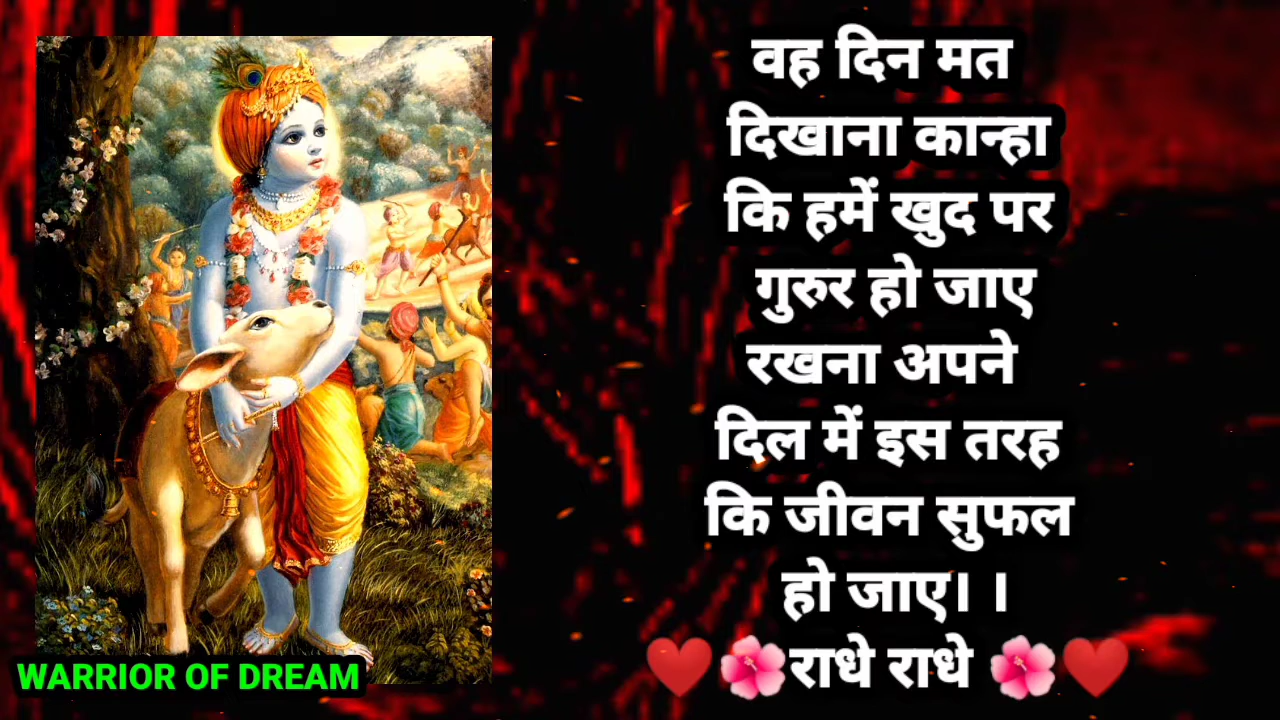 वह दिन मत
दिखाना कान्हा
कि हमें खुद पर
गुरुर हो जाए
रखना अपने
दिल में इस तरह
कि जीवन सुफल
हो जाए। ।
❤️🌺राधे राधे 🌺❤️
WARRIOR OF DREAM